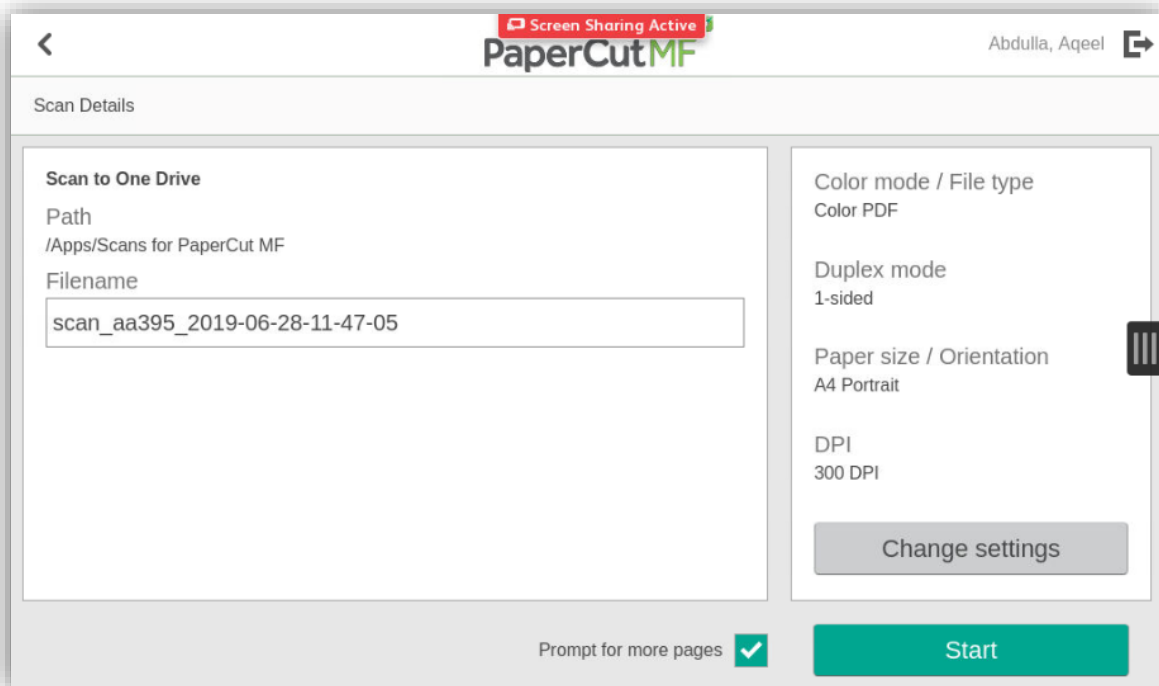 Screen Sharing Active
PaperCutMF
Abdulla, Aqeel
Scan Details
Scan to One Drive
Path
/Apps/Scans for PaperCut MF
Filename
scan_aa395_2019-06-28-11-47-05
Color mode / File type
Color PDF
Duplex mode
1-sided
Paper size / Orientation
A4 Portrait
DPI
300 DPI
Change settings
Prompt for more pages
Start